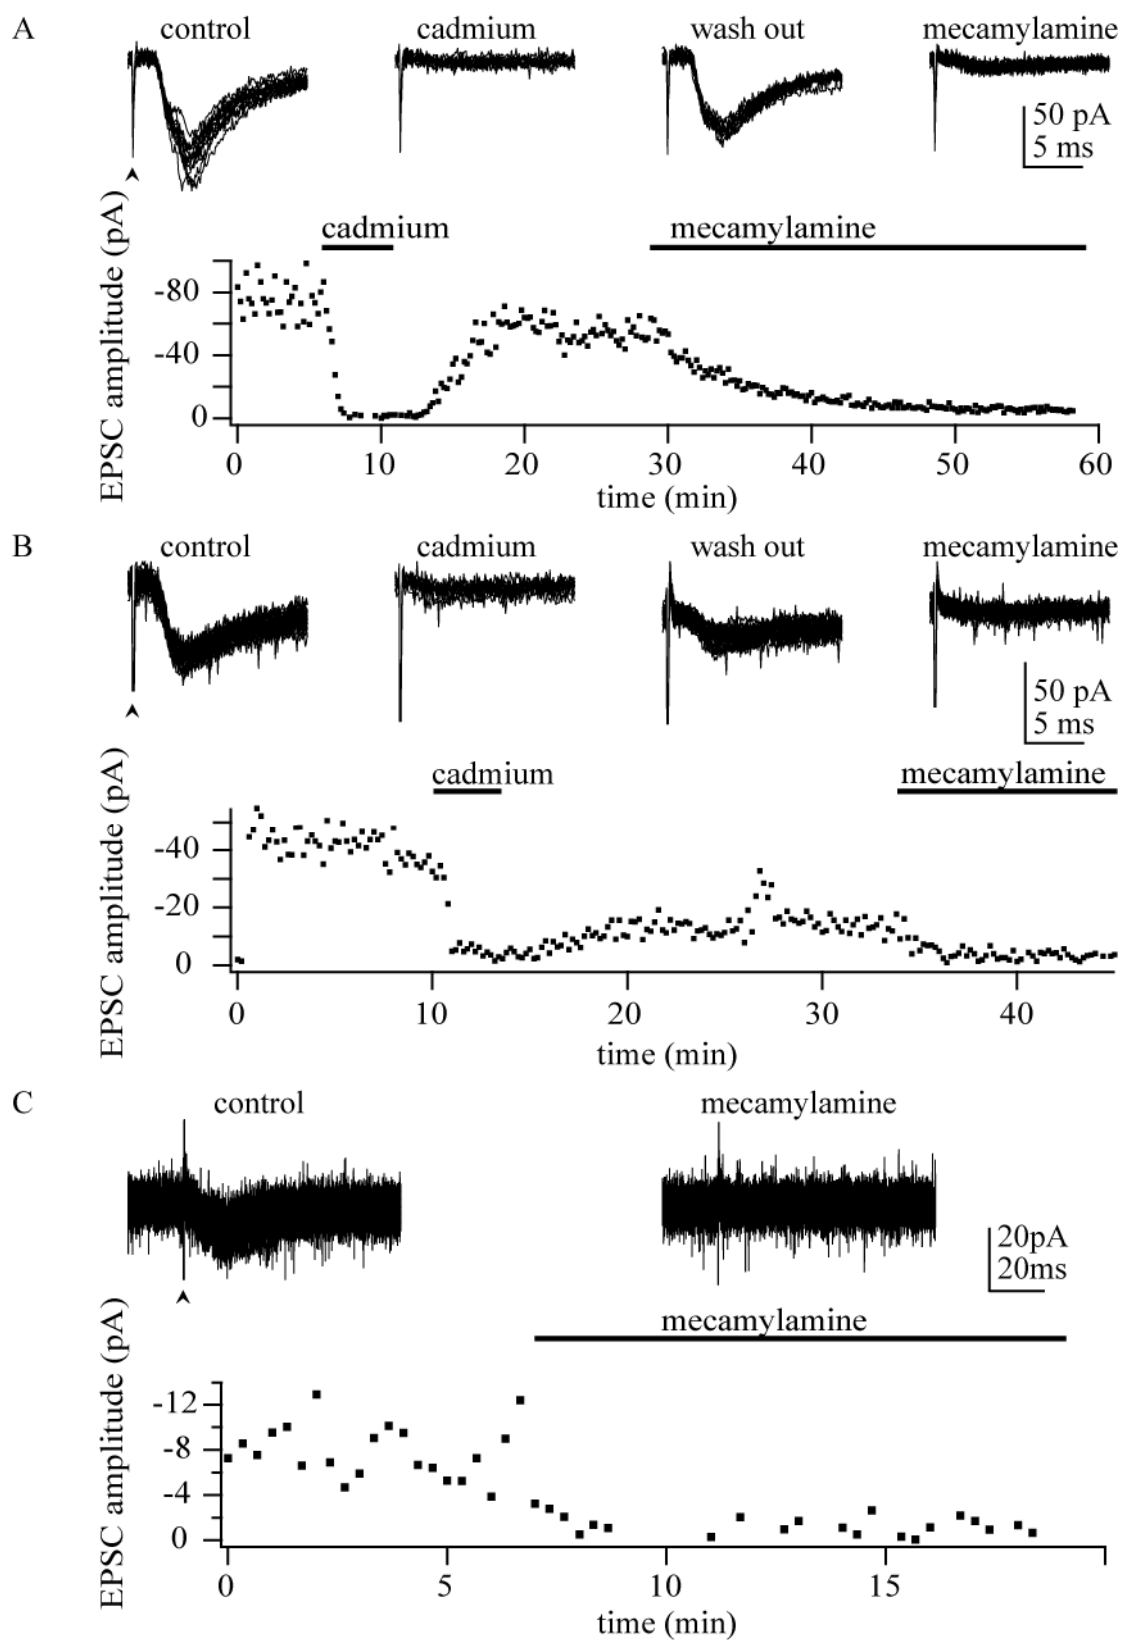 A
control
cadmium
wash out
mecamylamine
50 pA
5 ms
cadmium
mecamylamine
EPSC amplitude (pA)
-80
-40
0
0 10 20 30 40 50 60
time (min)
B
control
cadmium
wash out
mecamylamine
50 pA
5 ms
cadmium
mecamylamine
EPSC amplitude (pA)
-40
-20
0
0 10 20 30 40
time (min)
C
control
mecamylamine
20pA
20ms
mecamylamine
EPSC amplitude (pA)
-12
-8
-4
0
0 5 10 15
time (min)